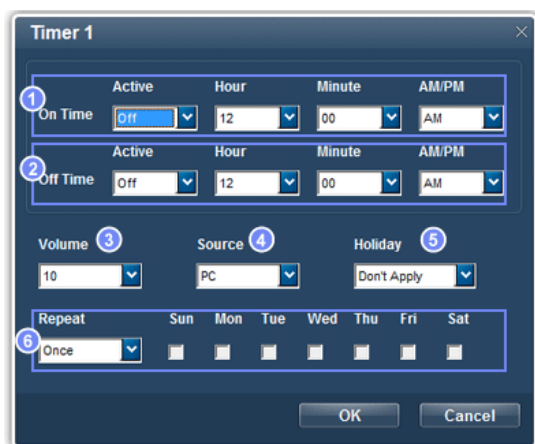 Timer 1
Active Hour Minute AM/PM
1 On Time Off 12 00 AM
Active Hour Minute AM/PM
2 Off Time Off 12 00 AM
Volume 3 Source 4 Holiday 5
10 PC Don't Apply
Repeat Sun Mon Tue Wed Thu Fri Sat
6 Once
OK Cancel